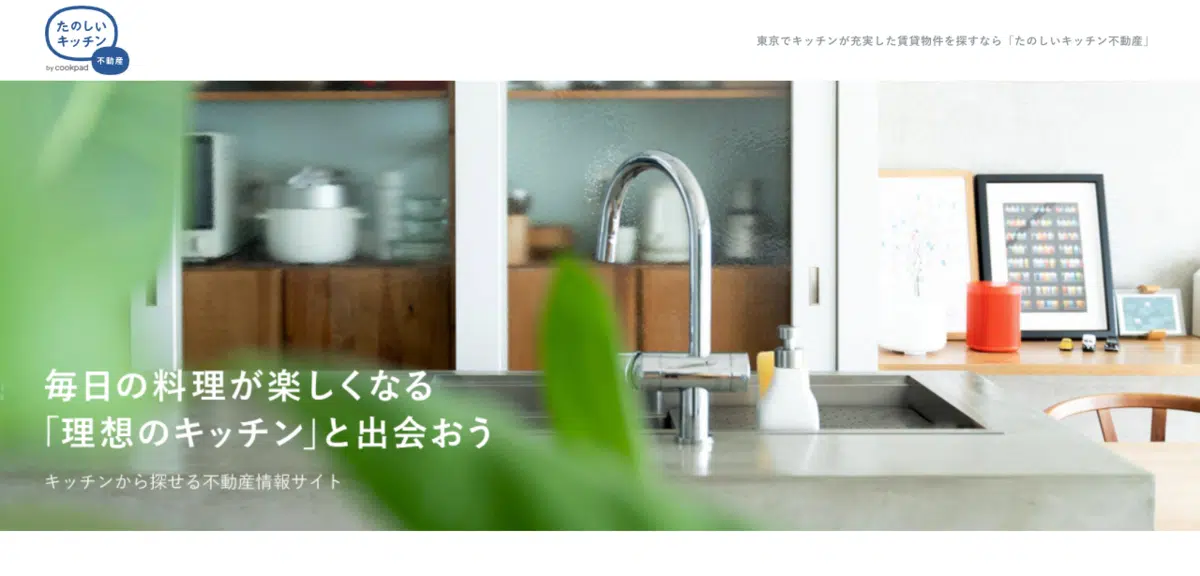 たのしい
キッチン
不動産
by cookpad
東京でキッチンが充実した賃貸物件を探すなら「たのしいキッチン不動産」
毎日の料理が楽しくなる
「理想のキッチン」と出会おう
キッチンから探せる不動産情報サイト